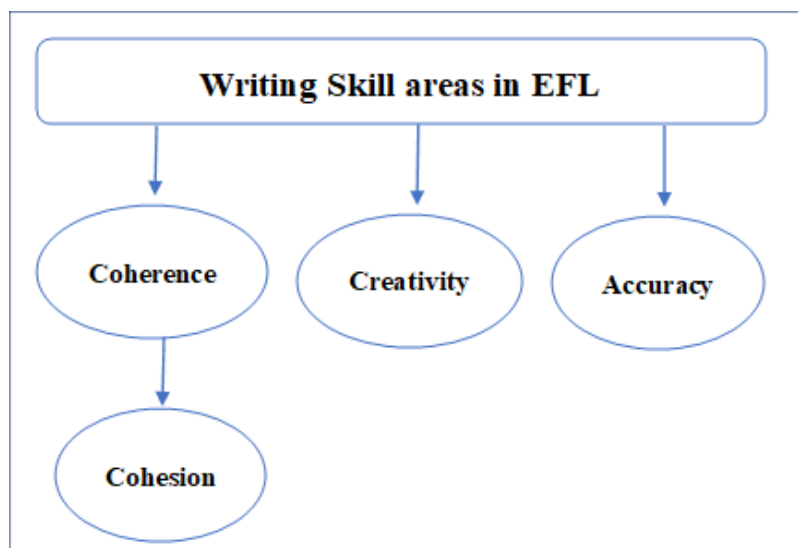 Writing Skill areas in EFL
Coherence
Creativity
Accuracy
Cohesion